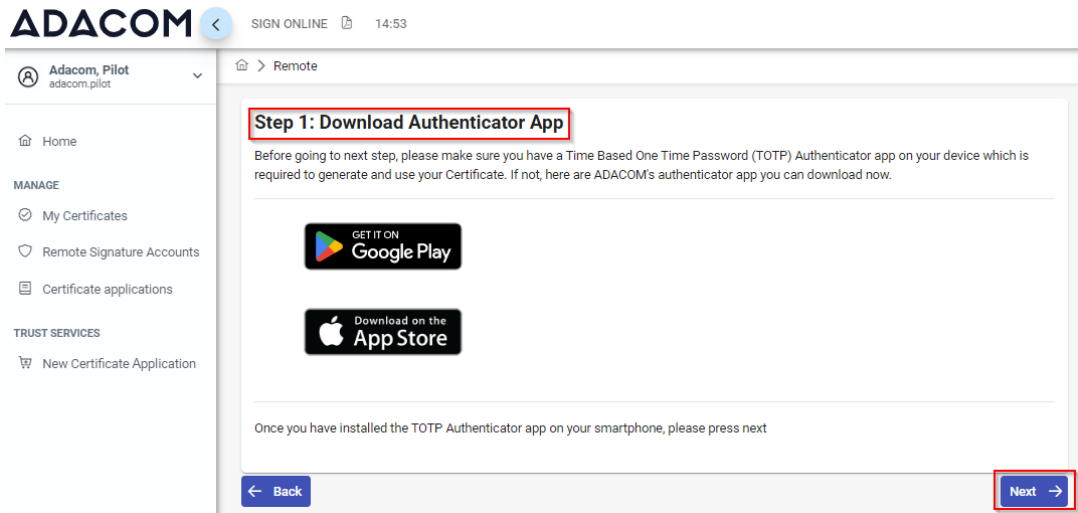 ADACOM
SIGN ONLINE 14:53
Adacom, Pilot
adacom.pilot
Remote
Home
MANAGE
My Certificates
Remote Signature Accounts
Certificate applications
TRUST SERVICES
New Certificate Application
Step 1: Download Authenticator App
Before going to next step, please make sure you have a Time Based One Time Password (TOTP) Authenticator app on your device which is
required to generate and use your Certificate. If not, here are ADACOM's authenticator app you can download now.
GET IT ON
Google Play
Download on the
App Store
Once you have installed the TOTP Authenticator app on your smartphone, please press next
Back
Next